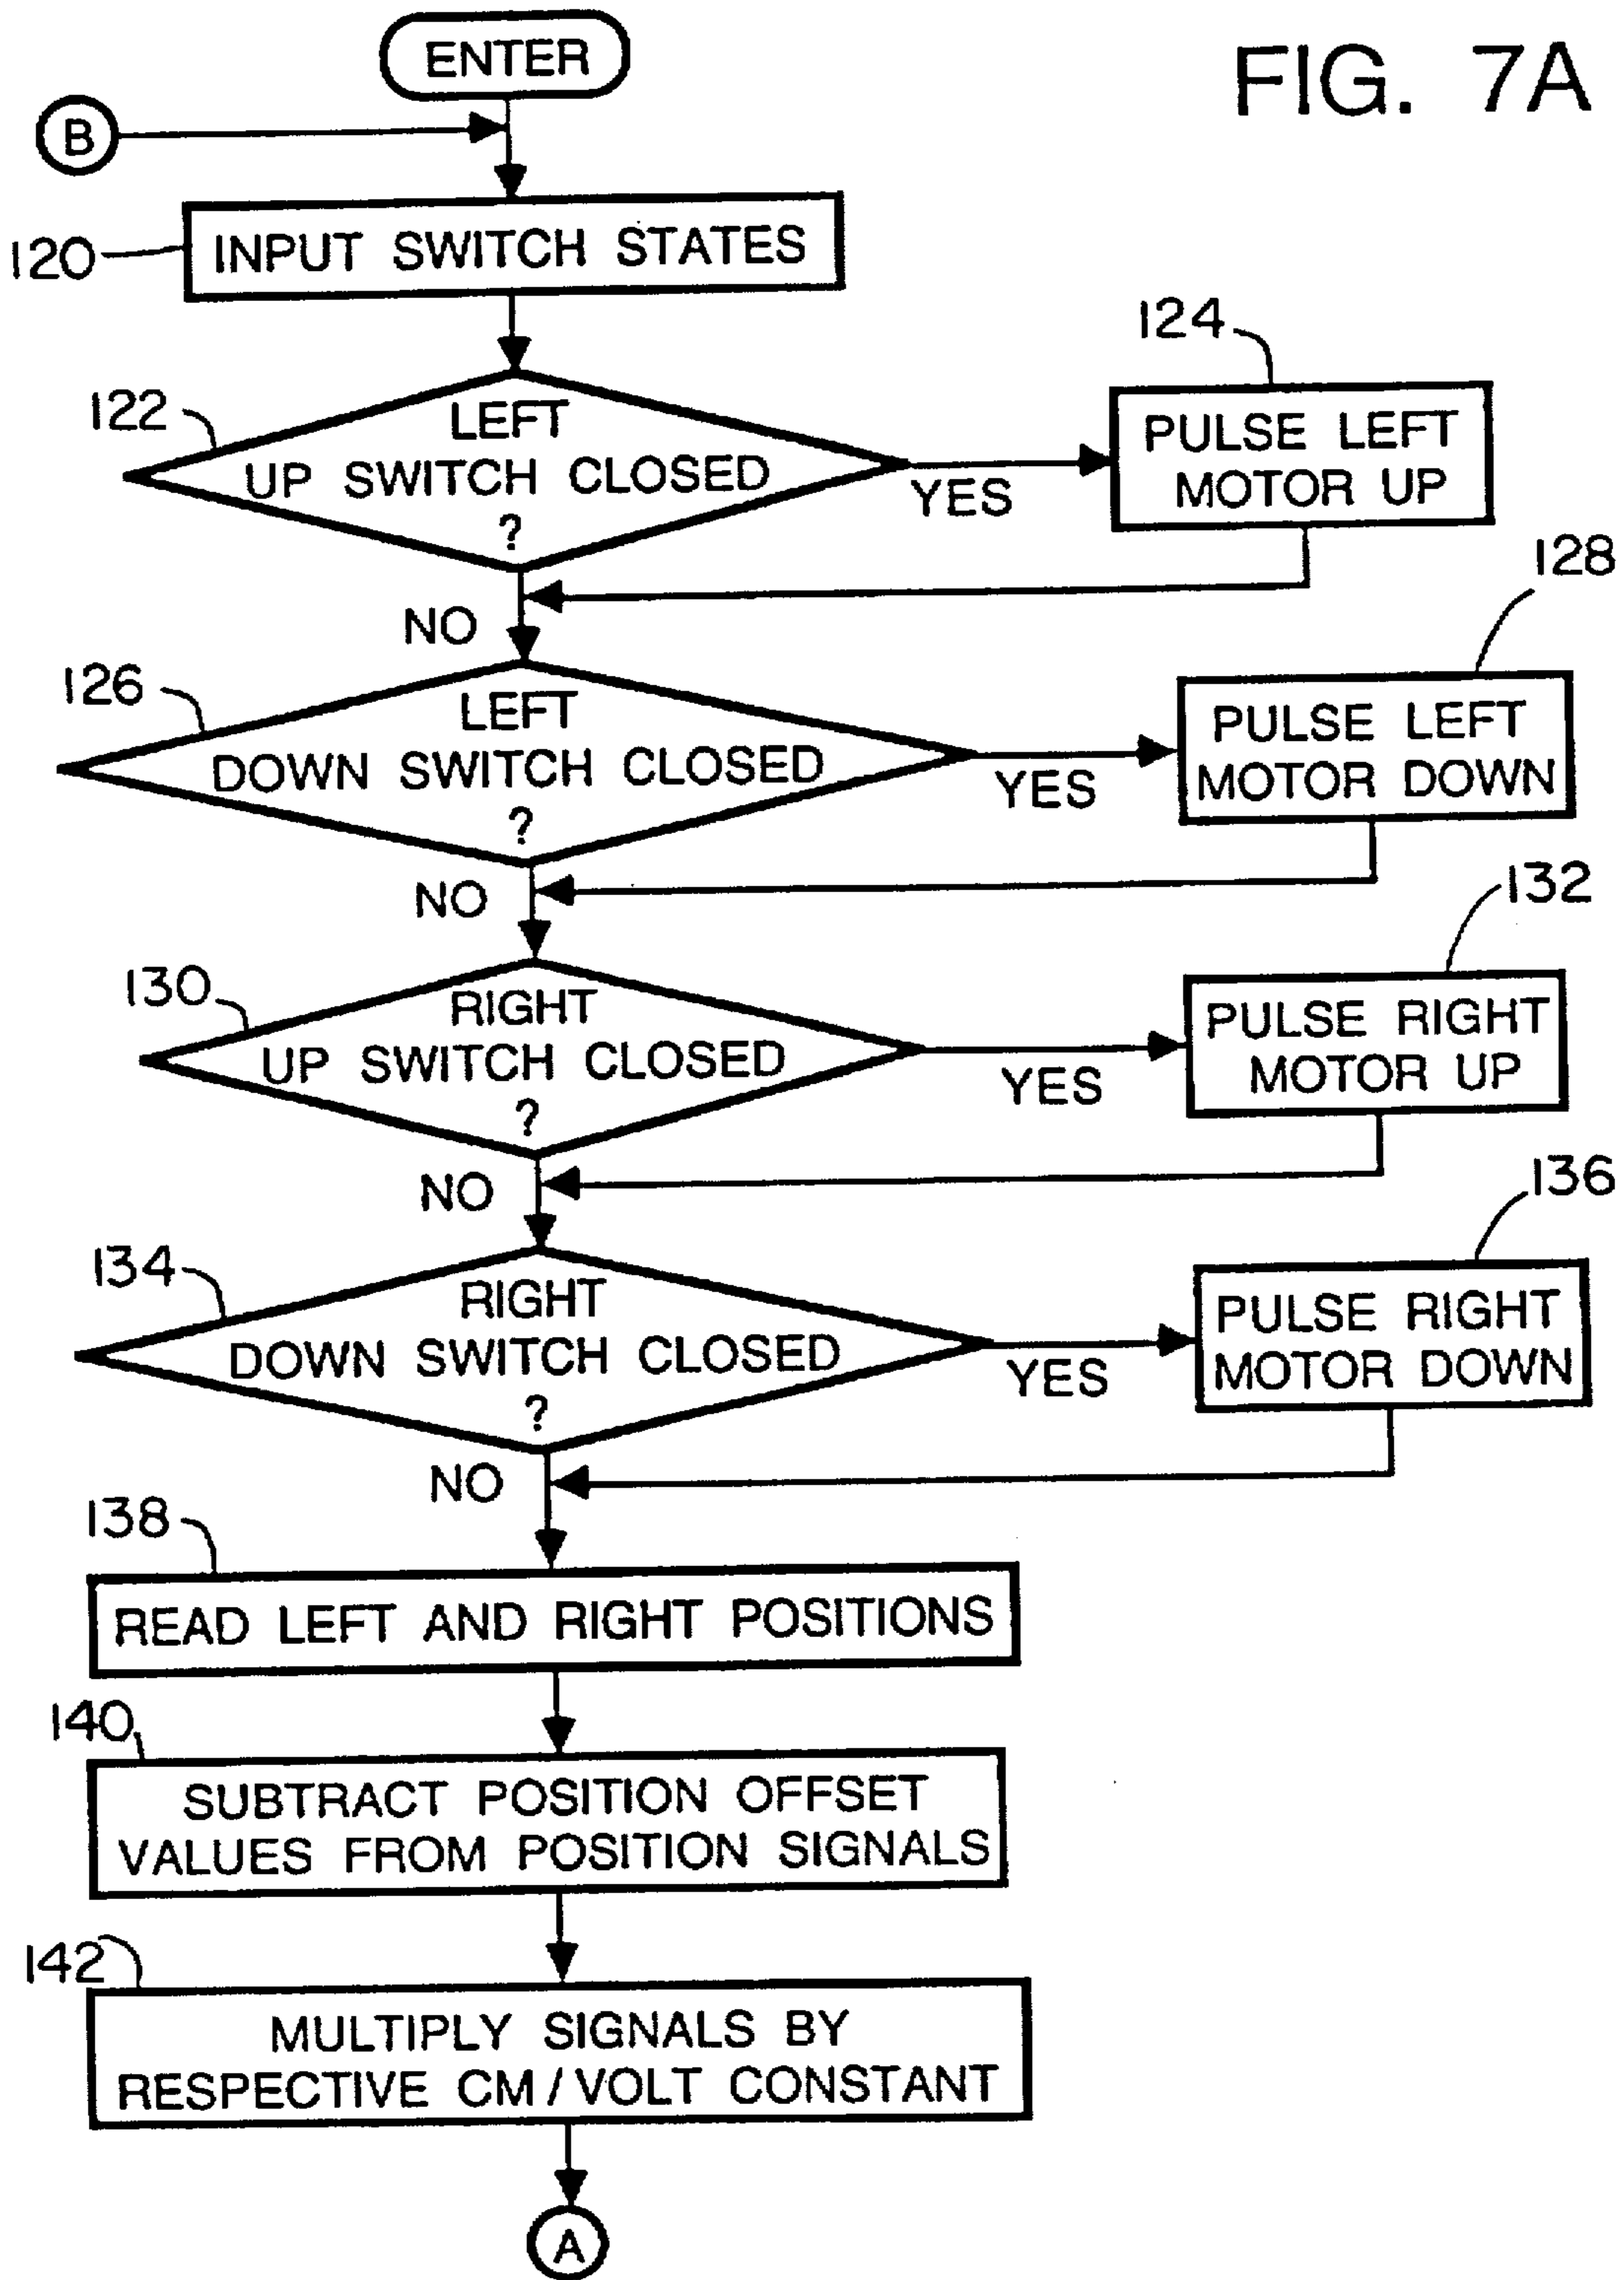 FIG. 7A
ENTER
B
120
INPUT SWITCH STATES
122
LEFT
UP SWITCH CLOSED
?
YES
124
PULSE LEFT
MOTOR UP
NO
126
LEFT
DOWN SWITCH CLOSED
?
YES
128
PULSE LEFT
MOTOR DOWN
NO
130
RIGHT
UP SWITCH CLOSED
?
YES
132
PULSE RIGHT
MOTOR UP
NO
134
RIGHT
DOWN SWITCH CLOSED
?
YES
136
PULSE RIGHT
MOTOR DOWN
NO
138
READ LEFT AND RIGHT POSITIONS
140
SUBTRACT POSITION OFFSET
VALUES FROM POSITION SIGNALS
142
MULTIPLY SIGNALS BY
RESPECTIVE CM/VOLT CONSTANT
A